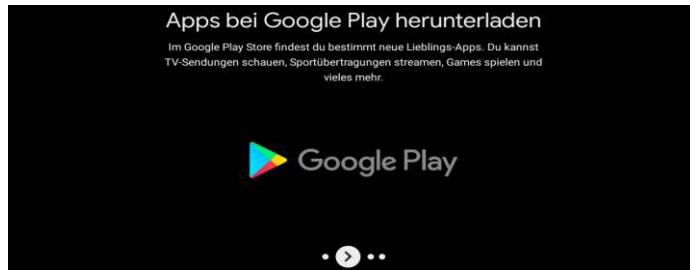 Apps bei Google Play herunterladen
Im Google Play Store findest du bestimmt neue Lieblings-Apps. Du kannst
TV-Sendungen schauen, Sportübertragungen streamen, Games spielen und
vieles mehr.
Google Play